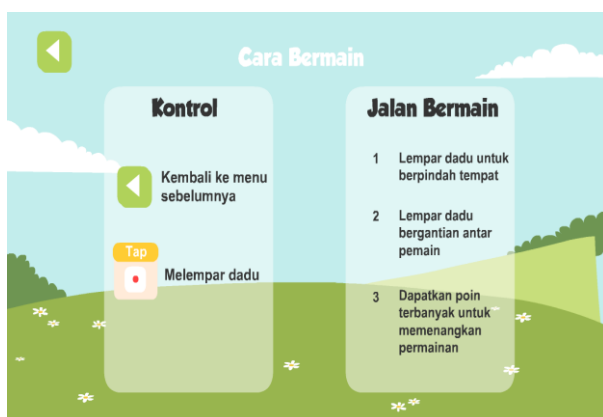 Cara Bermain
Kontrol
Kembali ke menu
sebelumnya
Tap
Melempar dadu
Jalan Bermain
1 Lempar dadu untuk
berpindah tempat
2 Lempar dadu
bergantian antar
pemain
3 Dapatkan poin
terbanyak untuk
memenangkan
permainan